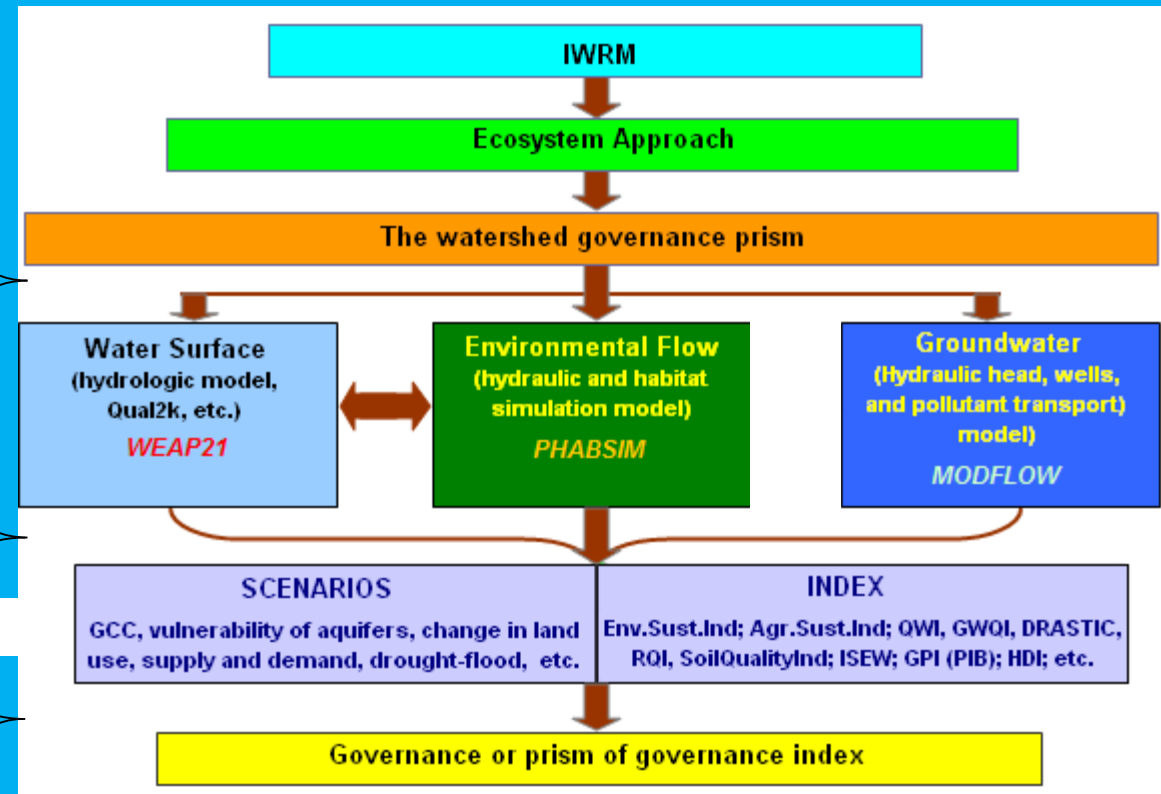 IWRM
Ecosystem Approach
The watershed governance prism
Water Surface
(hydrologic model,
Qual2k, etc.)
WEAP21
Environmental Flow
(hydraulic and habitat
simulation model)
PHABSIM
Groundwater
(Hydraulic head, wells,
and pollutant transport)
model)
MODFLOW
SCENARIOS
GCC, vulnerability of aquifers, change in land
use, supply and demand, drought-flood, etc.
INDEX
Env.Sust.Ind; Agr.Sust.Ind; QWI, GWQI, DRASTIC,
RQI, SoilQualityInd; ISEW; GPI (PIB); HDI; etc.
Governance or prism of governance index